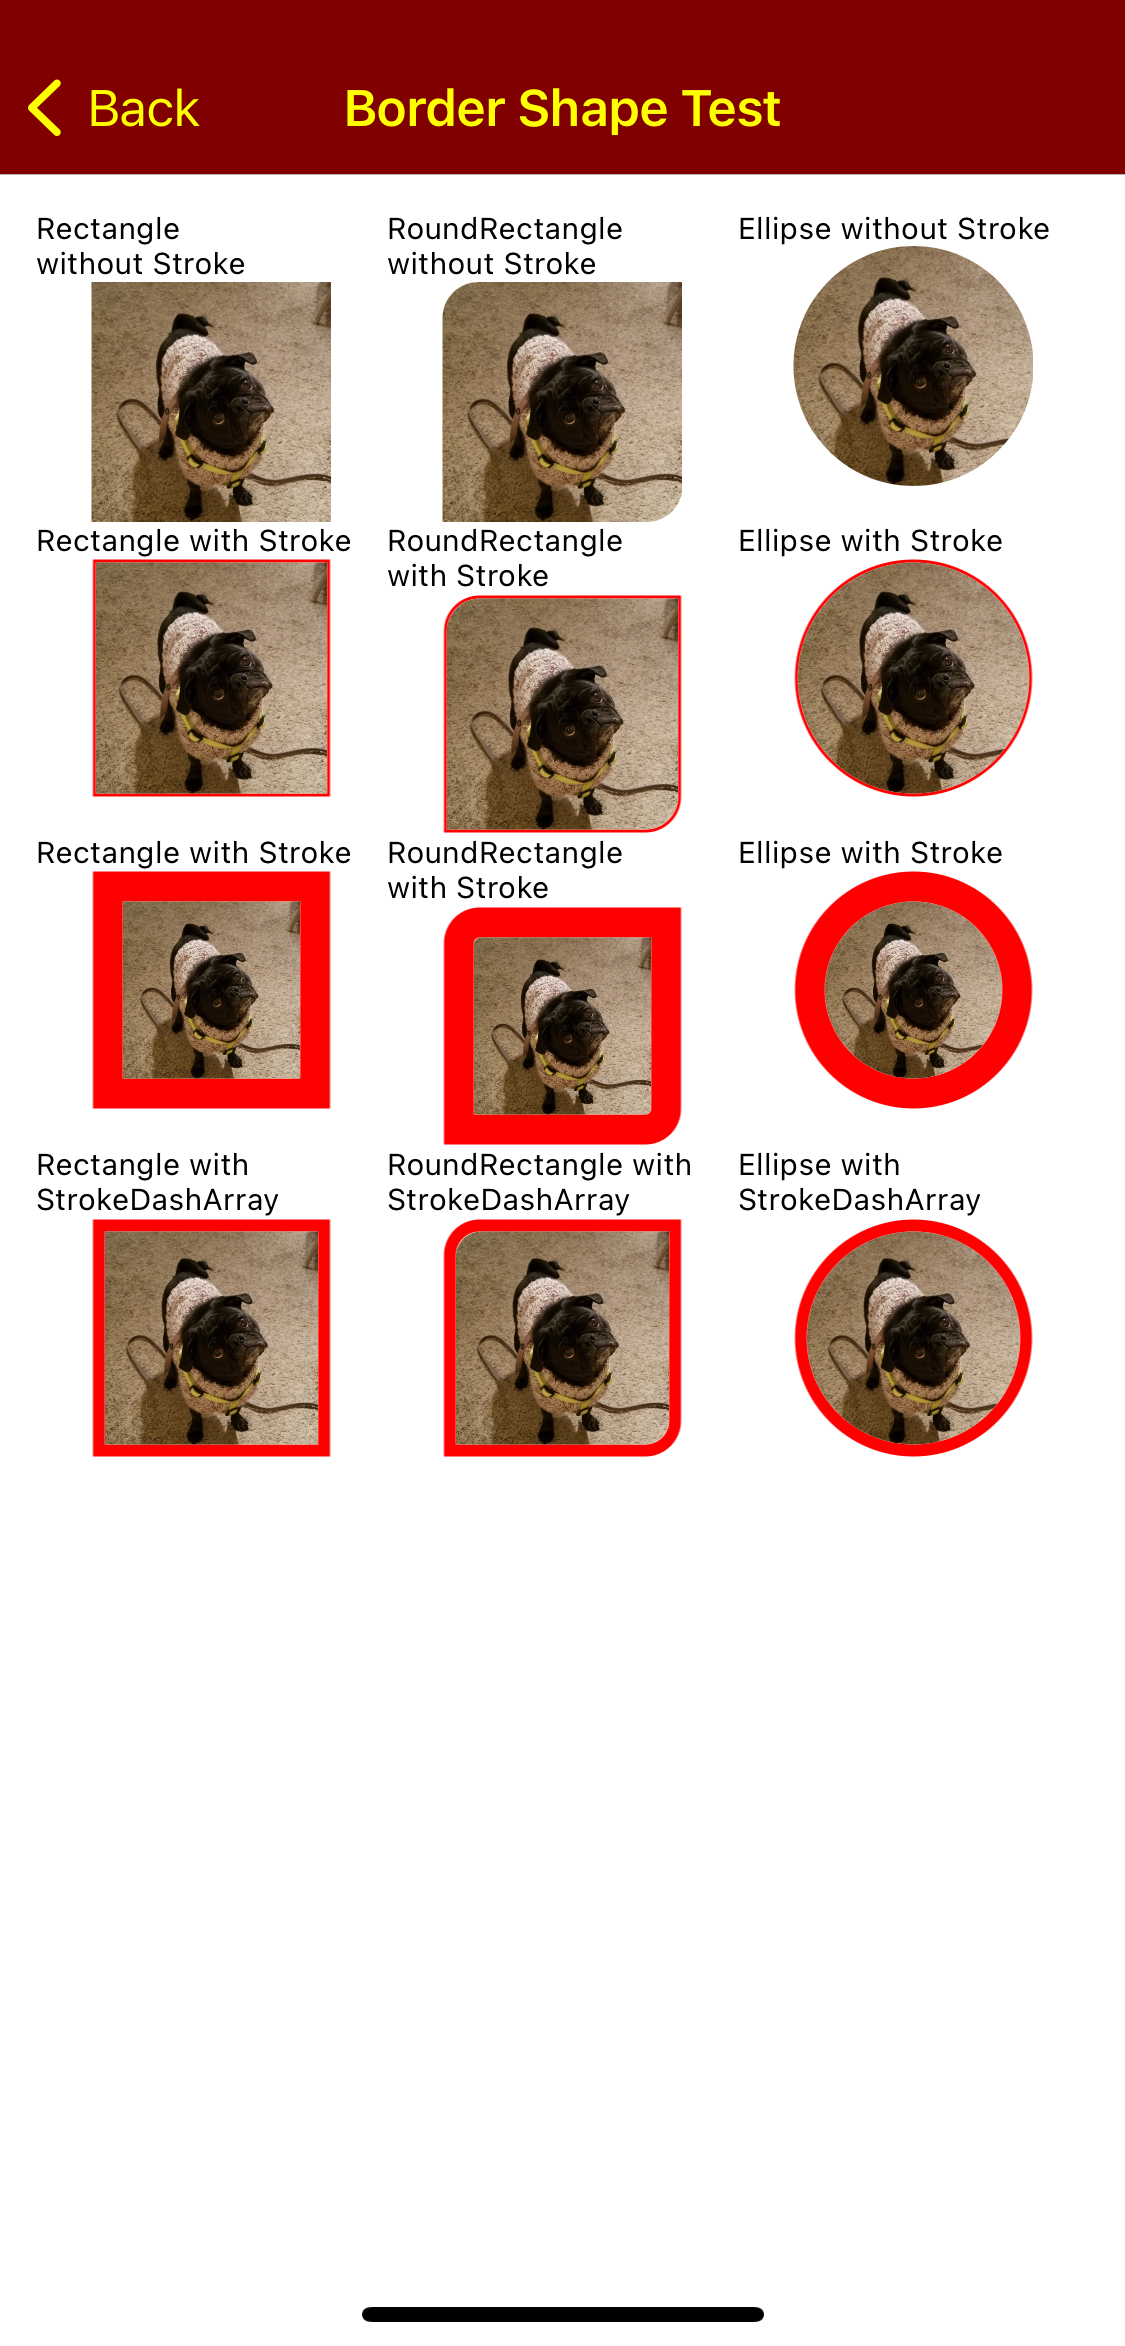 Back
Border Shape Test
Rectangle
without Stroke
RoundRectangle
without Stroke
Ellipse without Stroke
Rectangle with Stroke
RoundRectangle
with Stroke
Ellipse with Stroke
Rectangle with Stroke
RoundRectangle
with Stroke
Ellipse with Stroke
Rectangle with
StrokeDashArray
RoundRectangle with
StrokeDashArray
Ellipse with
StrokeDashArray